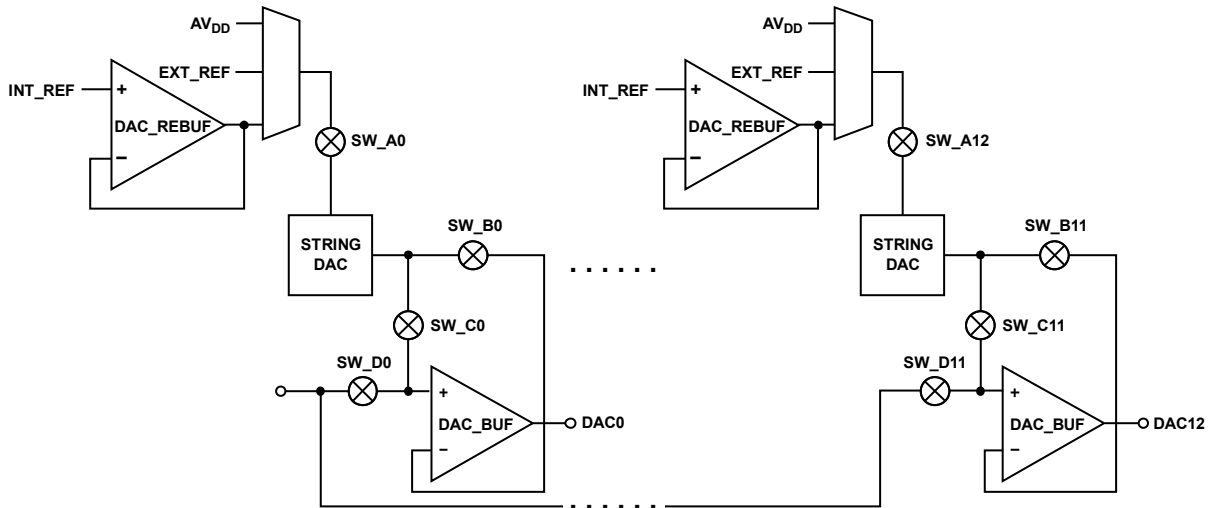 AVDD
AVDD
EXT_REF
EXT_REF
INT_REF
INT_REF
+
+
DAC_REBUF
DAC_REBUF
SW_A0
SW_A12
−
−
STRING
DAC
SW_B0
......
STRING
DAC
SW_B11
SW_C0
SW_C11
SW_D0
SW_D11
+
+
DAC_BUF
DAC0
DAC_BUF
DAC12
−
−
......